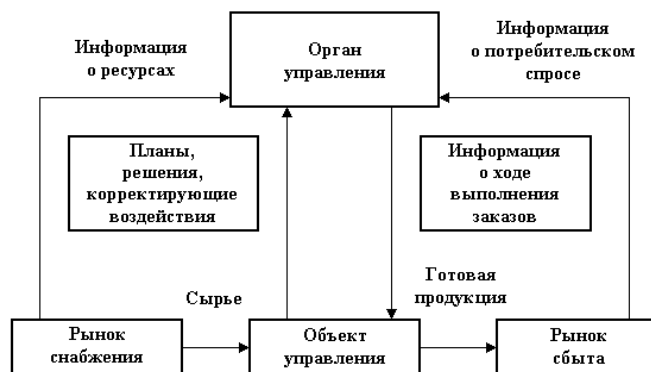 Информация
о ресурсах
Орган
управления
Информация
о потребительском
спросе
Планы,
решения,
корректирующие
воздействия
Информация
о ходе
выполнения
заказов
Сырье
Готовая
продукция
Рынок
снабжения
Объект
управления
Рынок
сбыта